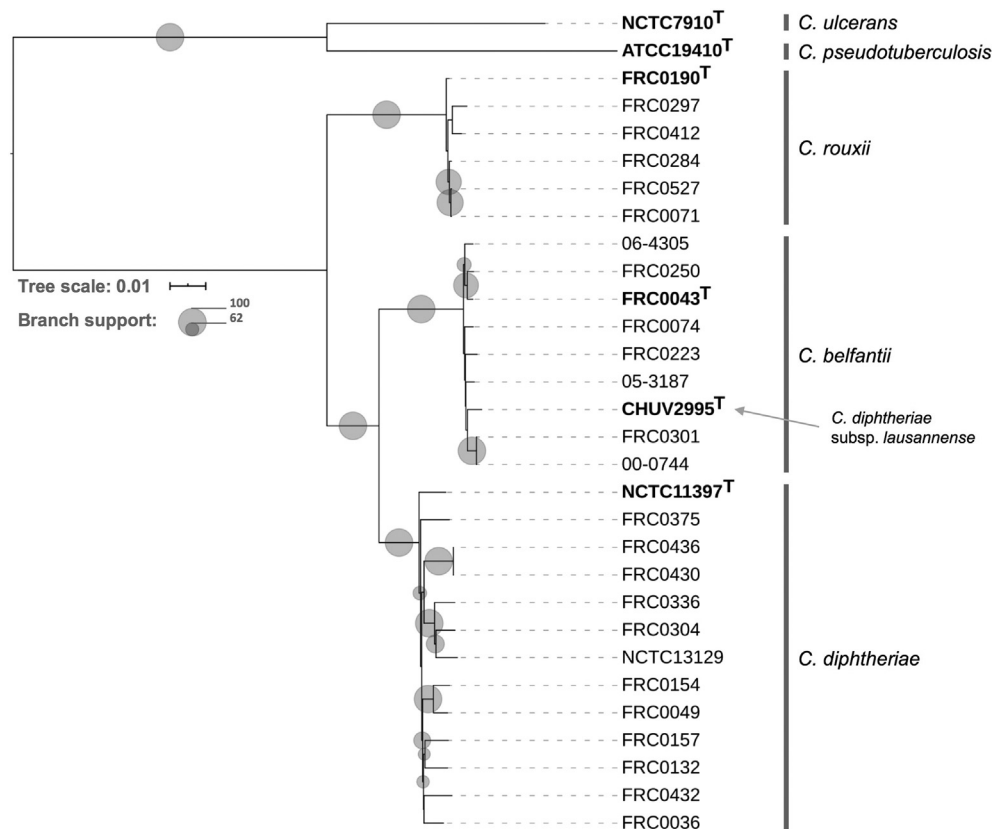 NCTC7910T
C. ulcerans
ATCC19410T
C. pseudotuberculosis
FRC0190T
FRC0297
FRC0412
C. rouxii
FRC0284
FRC0527
FRC0071
06-4305
FRC0250
Tree scale: 0.01
FRC0043T
100
Branch support:
62
FRC0074
FRC0223
C. belfantii
05-3187
CHUV2995T
C. diphtheriae
subsp. lausannense
FRC0301
00-0744
NCTC11397T
FRC0375
FRC0436
FRC0430
FRC0336
FRC0304
NCTC13129
C. diphtheriae
FRC0154
FRC0049
FRC0157
FRC0132
FRC0432
FRC0036